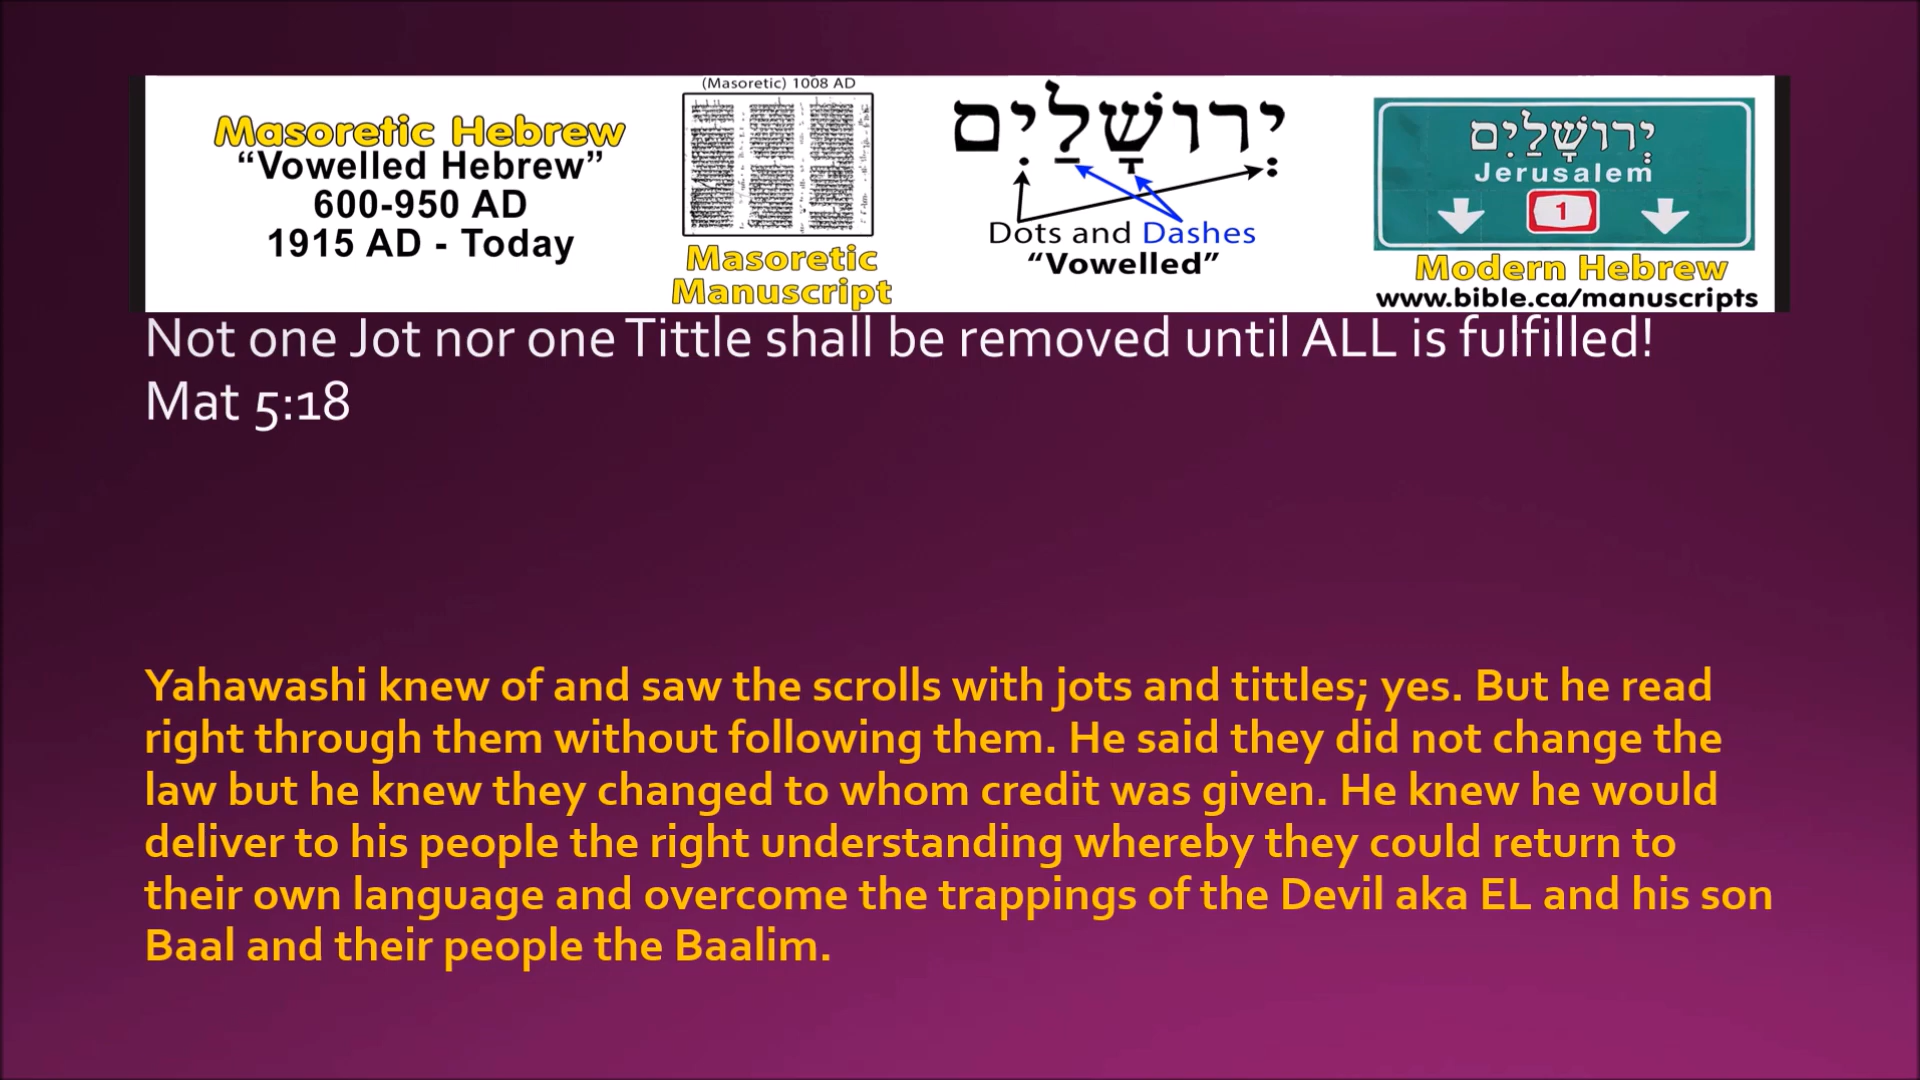 Masoretic Hebrew
“Vowelled Hebrew”
600-950 AD
1915 AD - Today
(Masoretic) 1008 AD
Masoretic
Manuscript
יְרוּשָׁלַיִם
Dots and Dashes
“Vowelled”
יְרוּשָׁלַיִם
Jerusalem
1
Modern Hebrew
www.bible.ca/manuscripts
Not one Jot nor one Tittle shall be removed until ALL is fulfilled!
Mat 5:18
Yahawashi knew of and saw the scrolls with jots and tittles; yes. But he read
right through them without following them. He said they did not change the
law but he knew they changed to whom credit was given. He knew he would
deliver to his people the right understanding whereby they could return to
their own language and overcome the trappings of the Devil aka EL and his son
Baal and their people the Baalim.